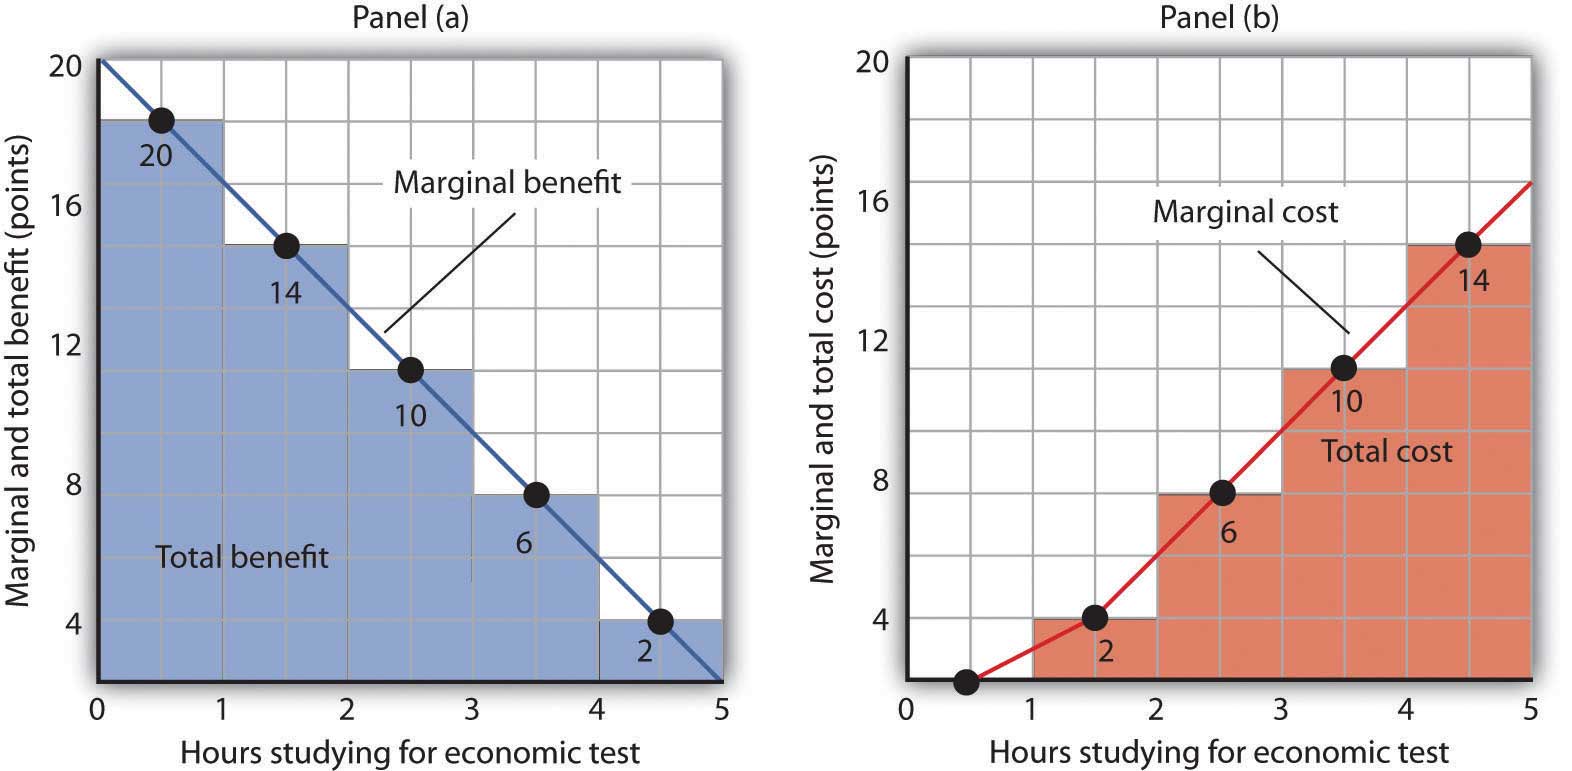 Panel (a)
Marginal and total benefit (points)
20
16
12
8
4
20
14
10
6
2
Marginal benefit
Total benefit
0 1 2 3 4 5
Hours studying for economic test
Panel (b)
Marginal and total cost (points)
20
16
12
8
4
Marginal cost
14
10
Total cost
6
2
0 1 2 3 4 5
Hours studying for economic test